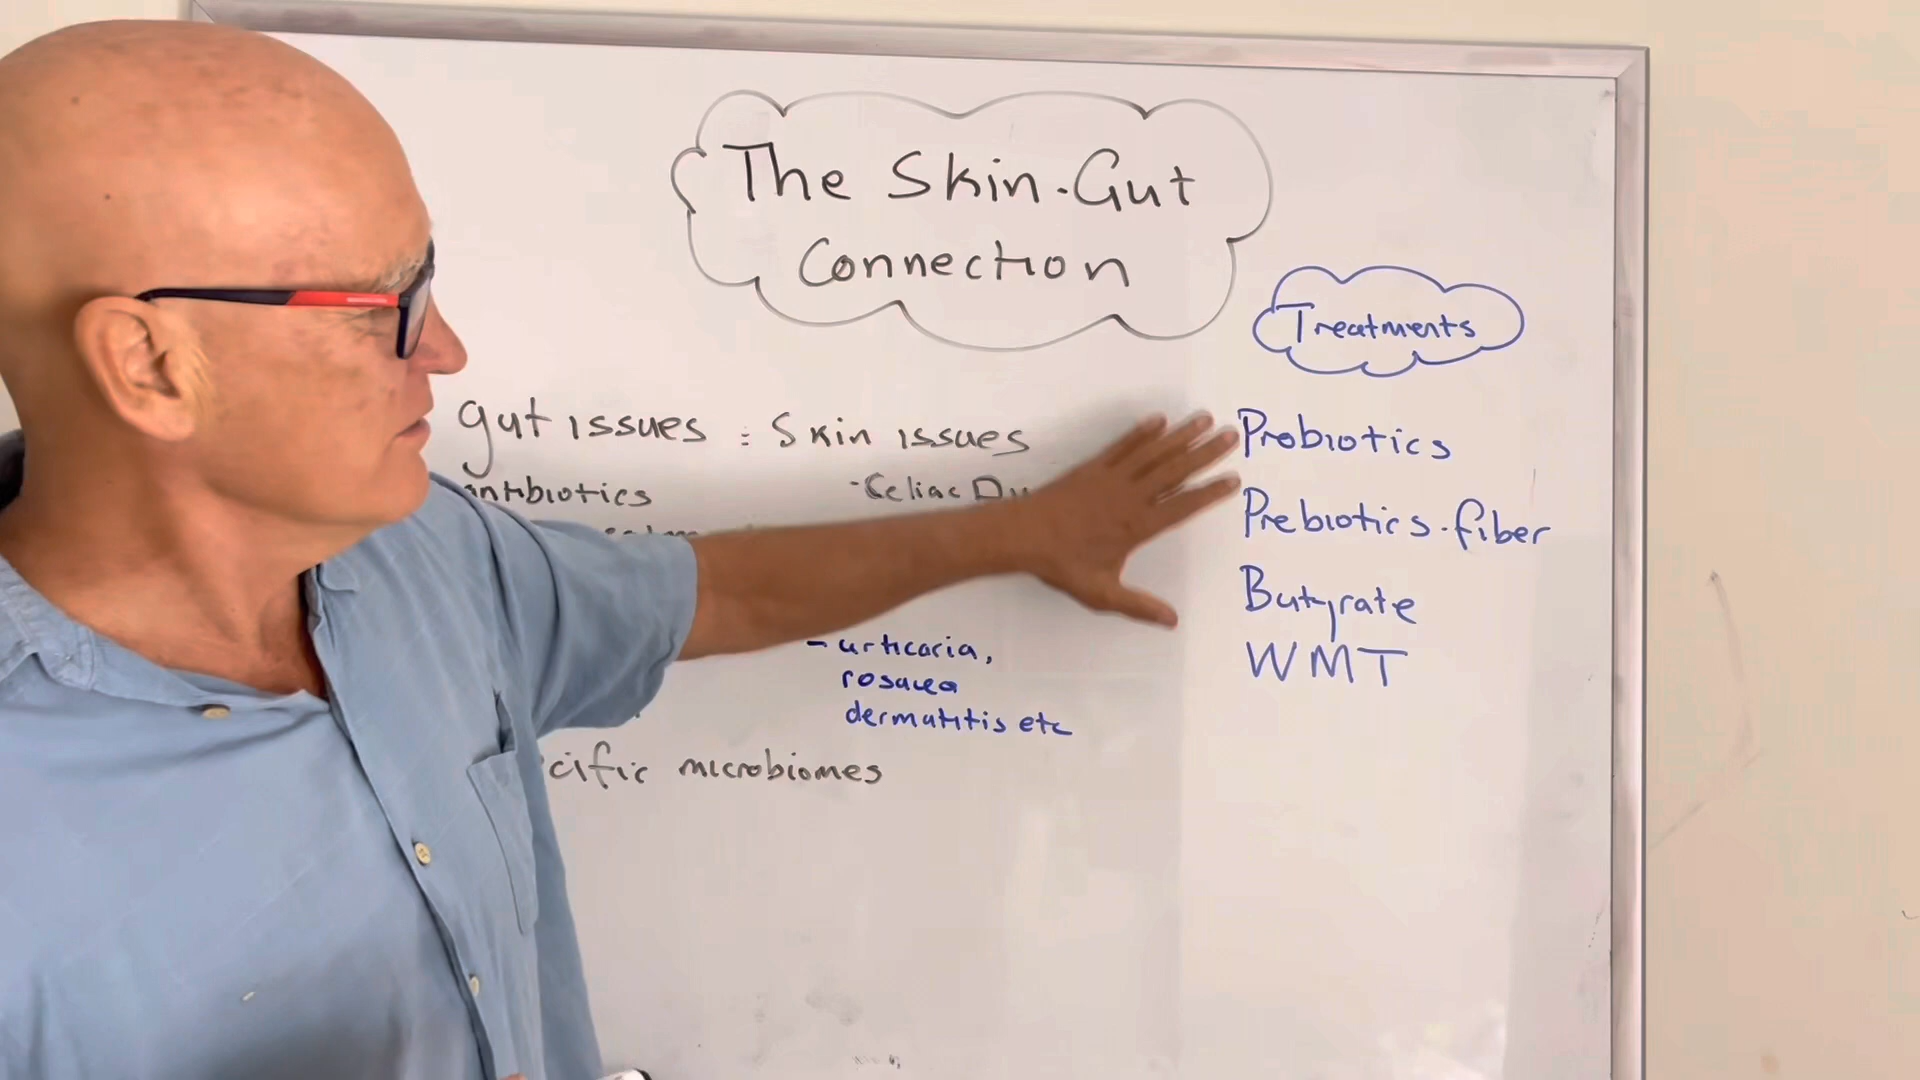 The Skin-Gut
Connection
Treatments
gut issues : Skin issues
antibiotics
-Celiac
- urticaria,
rosacea
dermatitis etc
microbiomes
Probiotics
Prebiotics-fiber
Butyrate
WMT